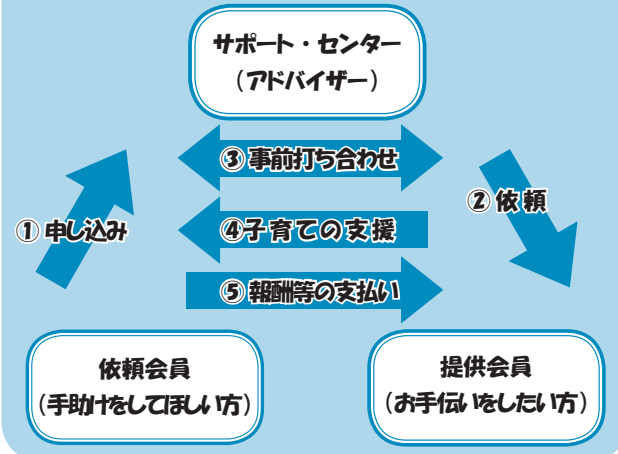 サポート・センター
（アドバイザー）
③ 事前打ち合わせ
② 依頼
① 申し込み
④子育ての支援
⑤ 報酬等の支払い
依頼会員
（手助けをしてほしい方）
提供会員
（お手伝いをしたい方）